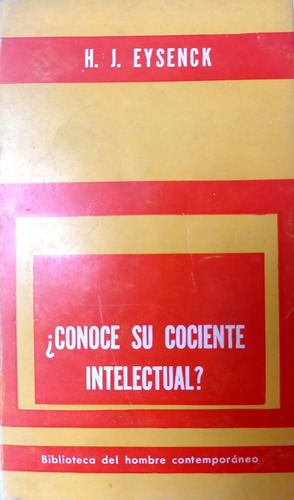 H. J. EYSENCK
¿CONOCE SU COCIENTE
INTELECTUAL?
Biblioteca del hombre contemporáneo